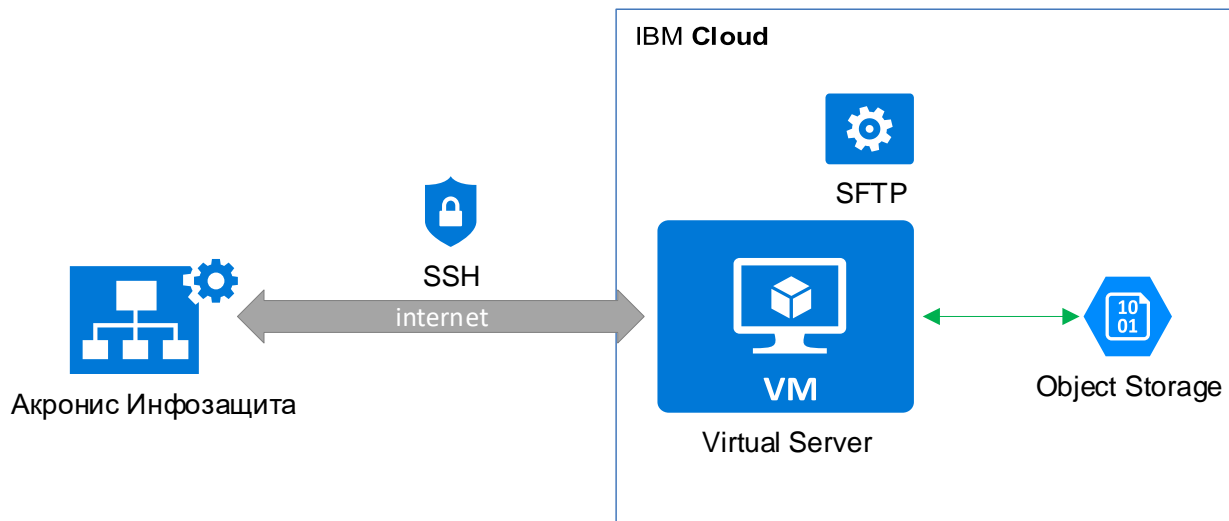 IBM Cloud
SFTP
SSH
internet
10
01
VM
Акронис Инфозащита
Object Storage
Virtual Server